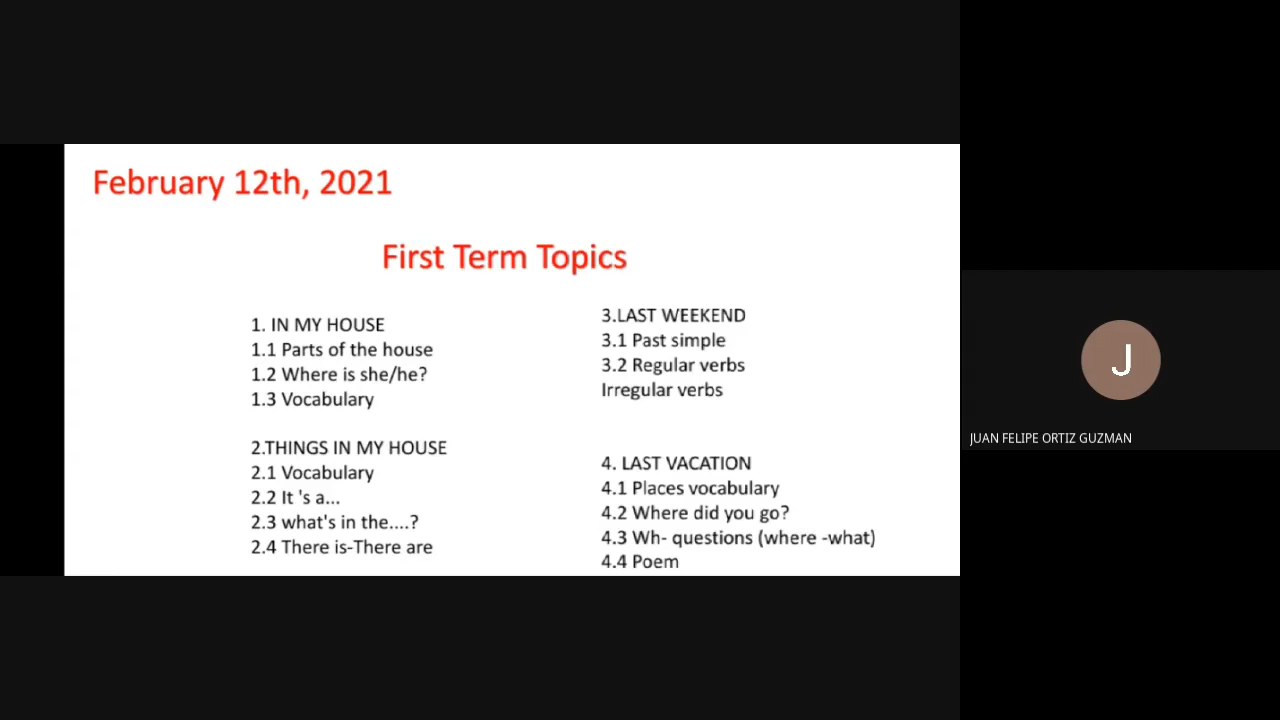 February 12th, 2021
First Term Topics
1. IN MY HOUSE
1.1 Parts of the house
1.2 Where is she/he?
1.3 Vocabulary
2.THINGS IN MY HOUSE
2.1 Vocabulary
2.2 It 's a...
2.3 what's in the....?
2.4 There is-There are
3.LAST WEEKEND
3.1 Past simple
3.2 Regular verbs
Irregular verbs
4. LAST VACATION
4.1 Places vocabulary
4.2 Where did you go?
4.3 Wh- questions (where -what)
4.4 Poem
J
JUAN FELIPE ORTIZ GUZMAN